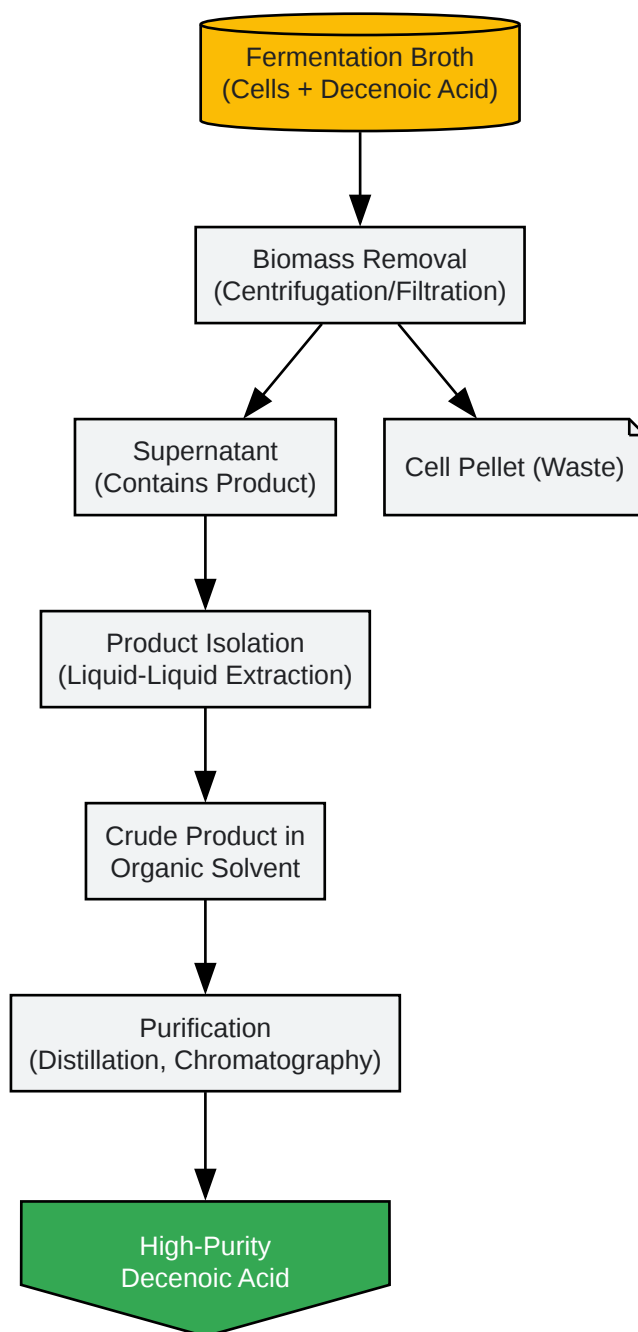 Fermentation Broth
(Cells + Decenoic Acid)
Biomass Removal
(Centrifugation/Filtration)
Supernatant
(Contains Product)
Cell Pellet (Waste)
Product Isolation
(Liquid-Liquid Extraction)
Crude Product in
Organic Solvent
Purification
(Distillation, Chromatography)
High-Purity
Decenoic Acid